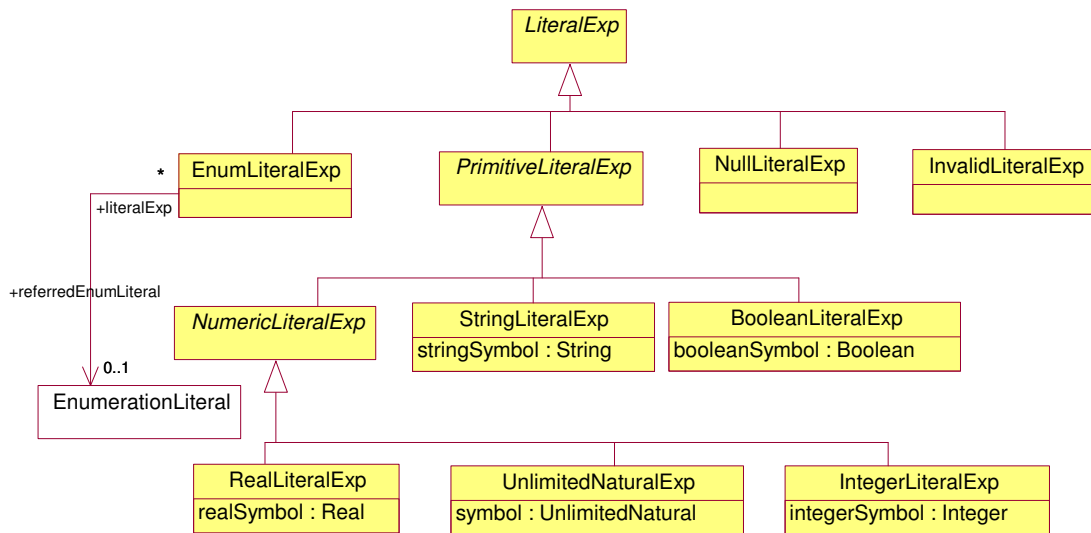 LiteralExp
EnumLiteralExp
PrimitiveLiteralExp
NullLiteralExp
InvalidLiteralExp
*
+literalExp
+referredEnumLiteral
NumericLiteralExp
StringLiteralExp
stringSymbol : String
BooleanLiteralExp
booleanSymbol : Boolean
0..1
EnumerationLiteral
RealLiteralExp
realSymbol : Real
UnlimitedNaturalExp
symbol : UnlimitedNatural
IntegerLiteralExp
integerSymbol : Integer